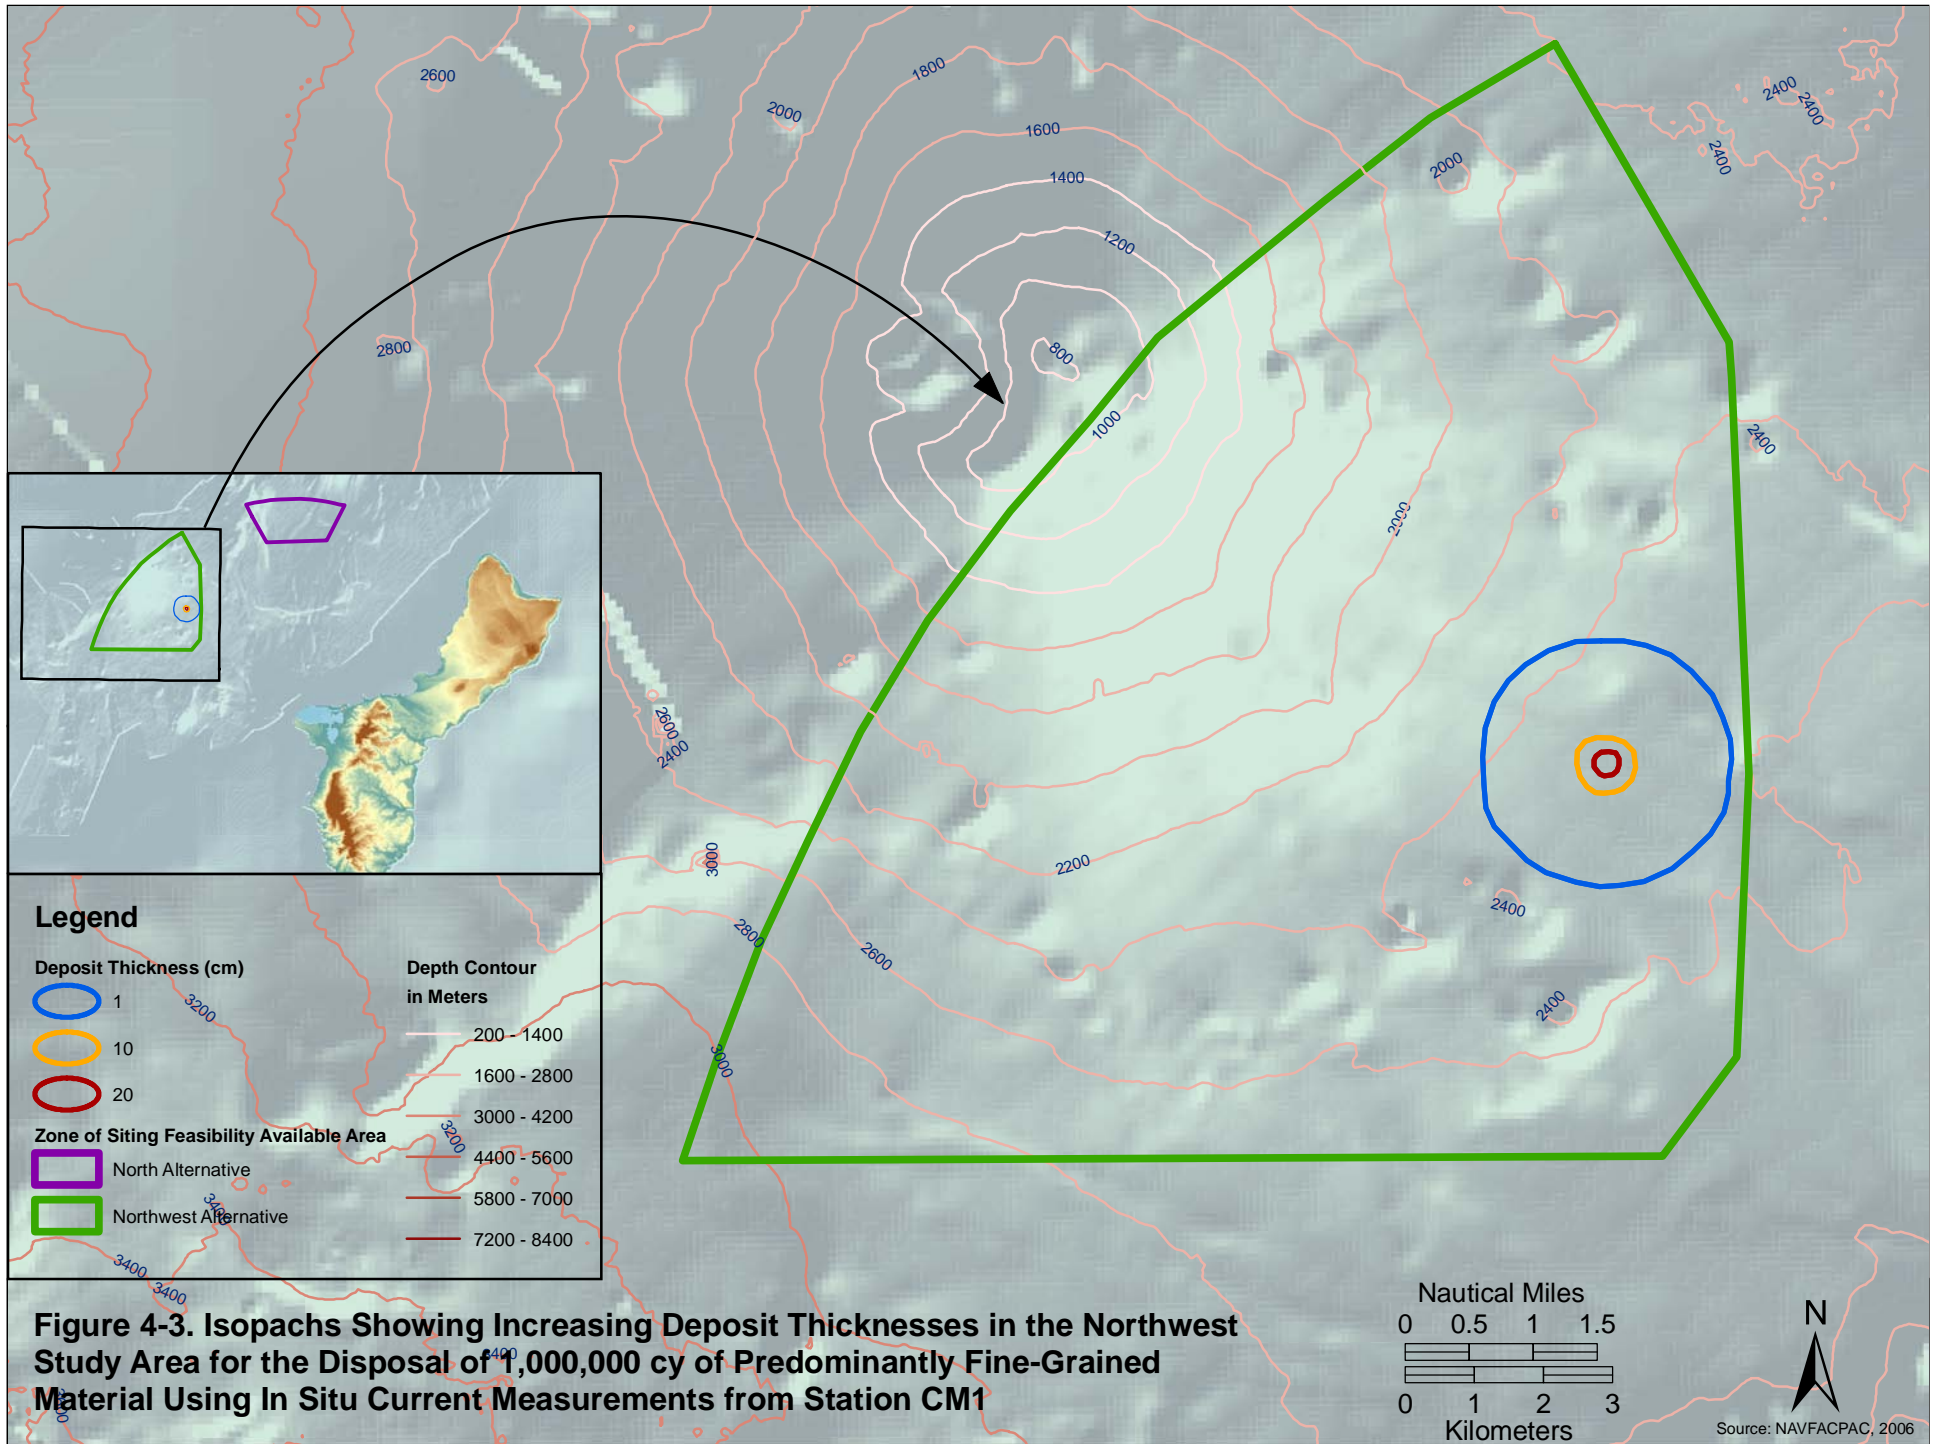 2600
2000
1800
1600
1400
1200
2000
2400
2400
2400
2800
800
1000
2400
2000
2600
2400
3000
2200
2800
2600
2400
2400
3000
Legend
Deposit Thickness (cm)
1
10
20
Zone of Siting Feasibility Available Area
North Alternative
Northwest Alternative
Depth Contour
in Meters
200 - 1400
1600 - 2800
3000 - 4200
4400 - 5600
5800 - 7000
7200 - 8400
3200
3200
3400
3400
3400
3400
Figure 4-3. Isopachs Showing Increasing Deposit Thicknesses in the Northwest
Study Area for the Disposal of 1,000,000 cy of Predominantly Fine-Grained
Material Using In Situ Current Measurements from Station CM1
Nautical Miles
0 0.5 1 1.5
0 1 2 3
Kilometers
N
Source: NAVFACPAC, 2006